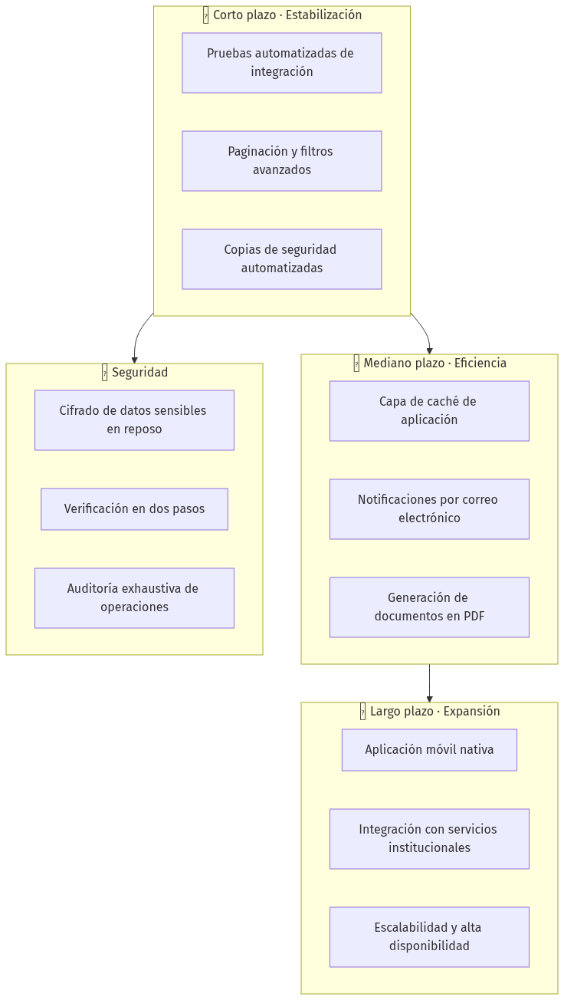 Corto plazo · Estabilización
Pruebas automatizadas de
integración
Paginación y filtros
avanzados
Copias de seguridad
automatizadas
Seguridad
Cifrado de datos sensibles
en reposo
Verificación en dos pasos
Auditoría exhaustiva de
operaciones
Mediano plazo · Eficiencia
Capa de caché de
aplicación
Notificaciones por correo
electrónico
Generación de
documentos en PDF
Largo plazo · Expansión
Aplicación móvil nativa
Integración con servicios
institucionales
Escalabilidad y alta
disponibilidad